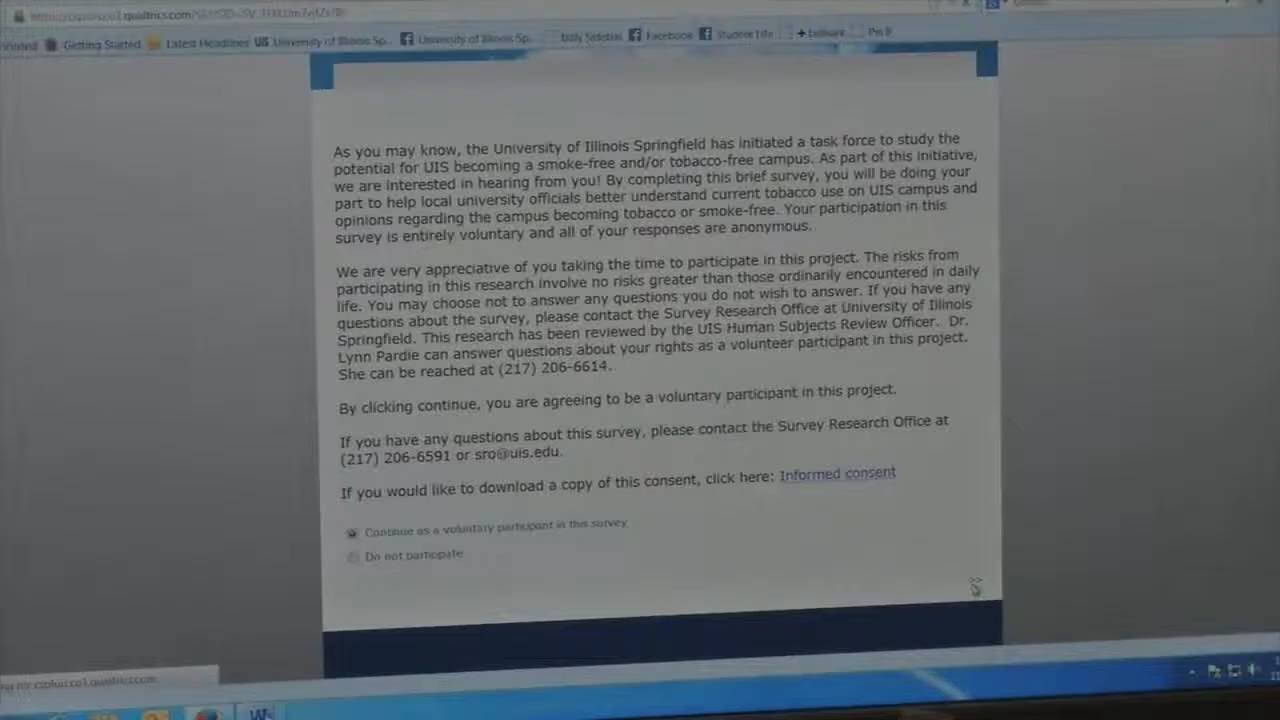 Getting Started Latest Headlines UIS University of Illinois Sp... University of Illinois Sp... Daily Sidebar Facebook Student Life
As you may know, the University of Illinois Springfield has initiated a task force to study the
potential for UIS becoming a smoke-free and/or tobacco-free campus. As part of this initiative,
we are interested in hearing from you! By completing this brief survey, you will be doing your
part to help local university officials better understand current tobacco use on UIS campus and
opinions regarding the campus becoming tobacco or smoke-free. Your participation in this
survey is entirely voluntary and all of your responses are anonymous.
We are very appreciative of you taking the time to participate in this project. The risks from
participating in this research involve no risks greater than those ordinarily encountered in daily
life. You may choose not to answer any questions you do not wish to answer. If you have any
questions about the survey, please contact the Survey Research Office at University of Illinois
Springfield. This research has been reviewed by the UIS Human Subjects Review Officer. Dr.
Lynn Pardie can answer questions about your rights as a volunteer participant in this project.
She can be reached at (217) 206-6614.
By clicking continue, you are agreeing to be a voluntary participant in this project.
If you have any questions about this survey, please contact the Survey Research Office at
(217) 206-6591 or sro@uis.edu.
If you would like to download a copy of this consent, click here: Informed consent
Continue as a voluntary participant in this survey
Do not participate
>>